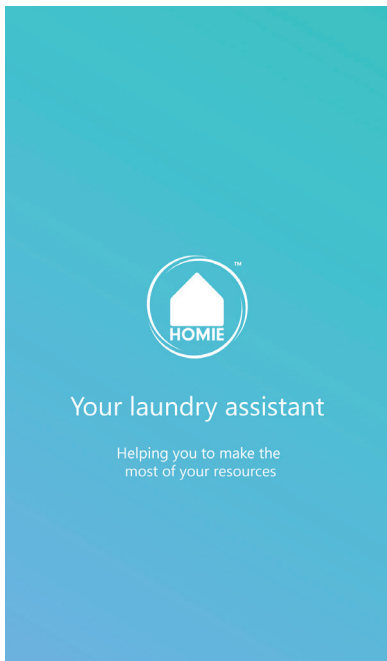 ™
HOMIE
Your laundry assistant
Helping you to make the
most of your resources